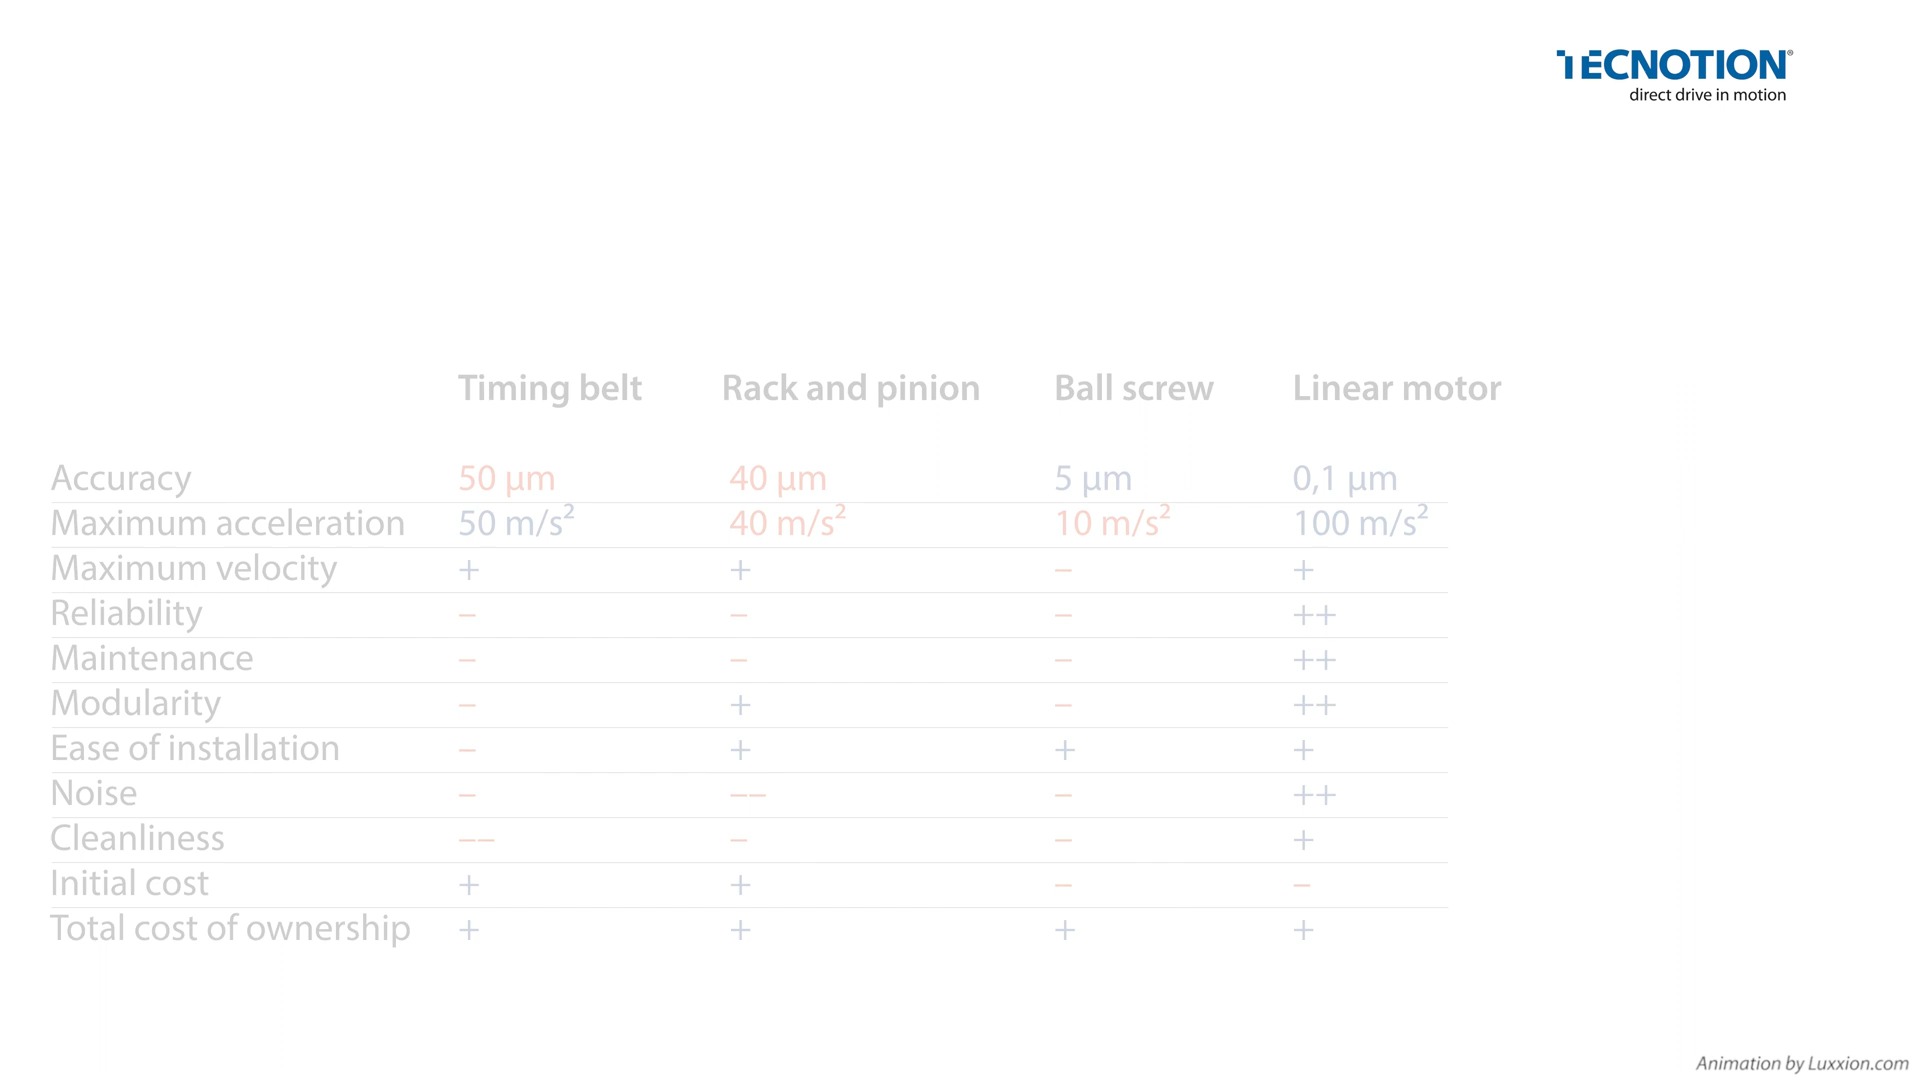 TECNOTION®
direct drive in motion
Timing belt Rack and pinion Ball screw Linear motor
Accuracy 50 µm 40 µm 5 µm 0,1 µm
Maximum acceleration 50 m/s² 40 m/s² 10 m/s² 100 m/s²
Maximum velocity + + – +
Reliability – – – ++
Maintenance – – – ++
Modularity – + – ++
Ease of installation – + + +
Noise – –– – ++
Cleanliness –– – – +
Initial cost + + – –
Total cost of ownership + + + +
Animation by Luxxion.com